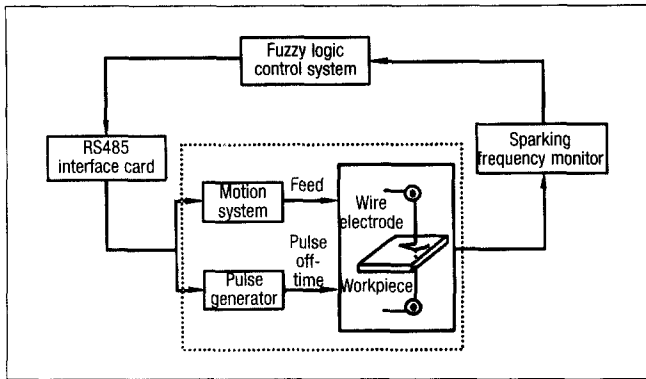 Fuzzy logic
control system
RS485
interface card
Sparking
frequency monitor
Motion
system
Feed
Wire
electrode
Pulse
off-
time
Pulse
generator
Workpiece